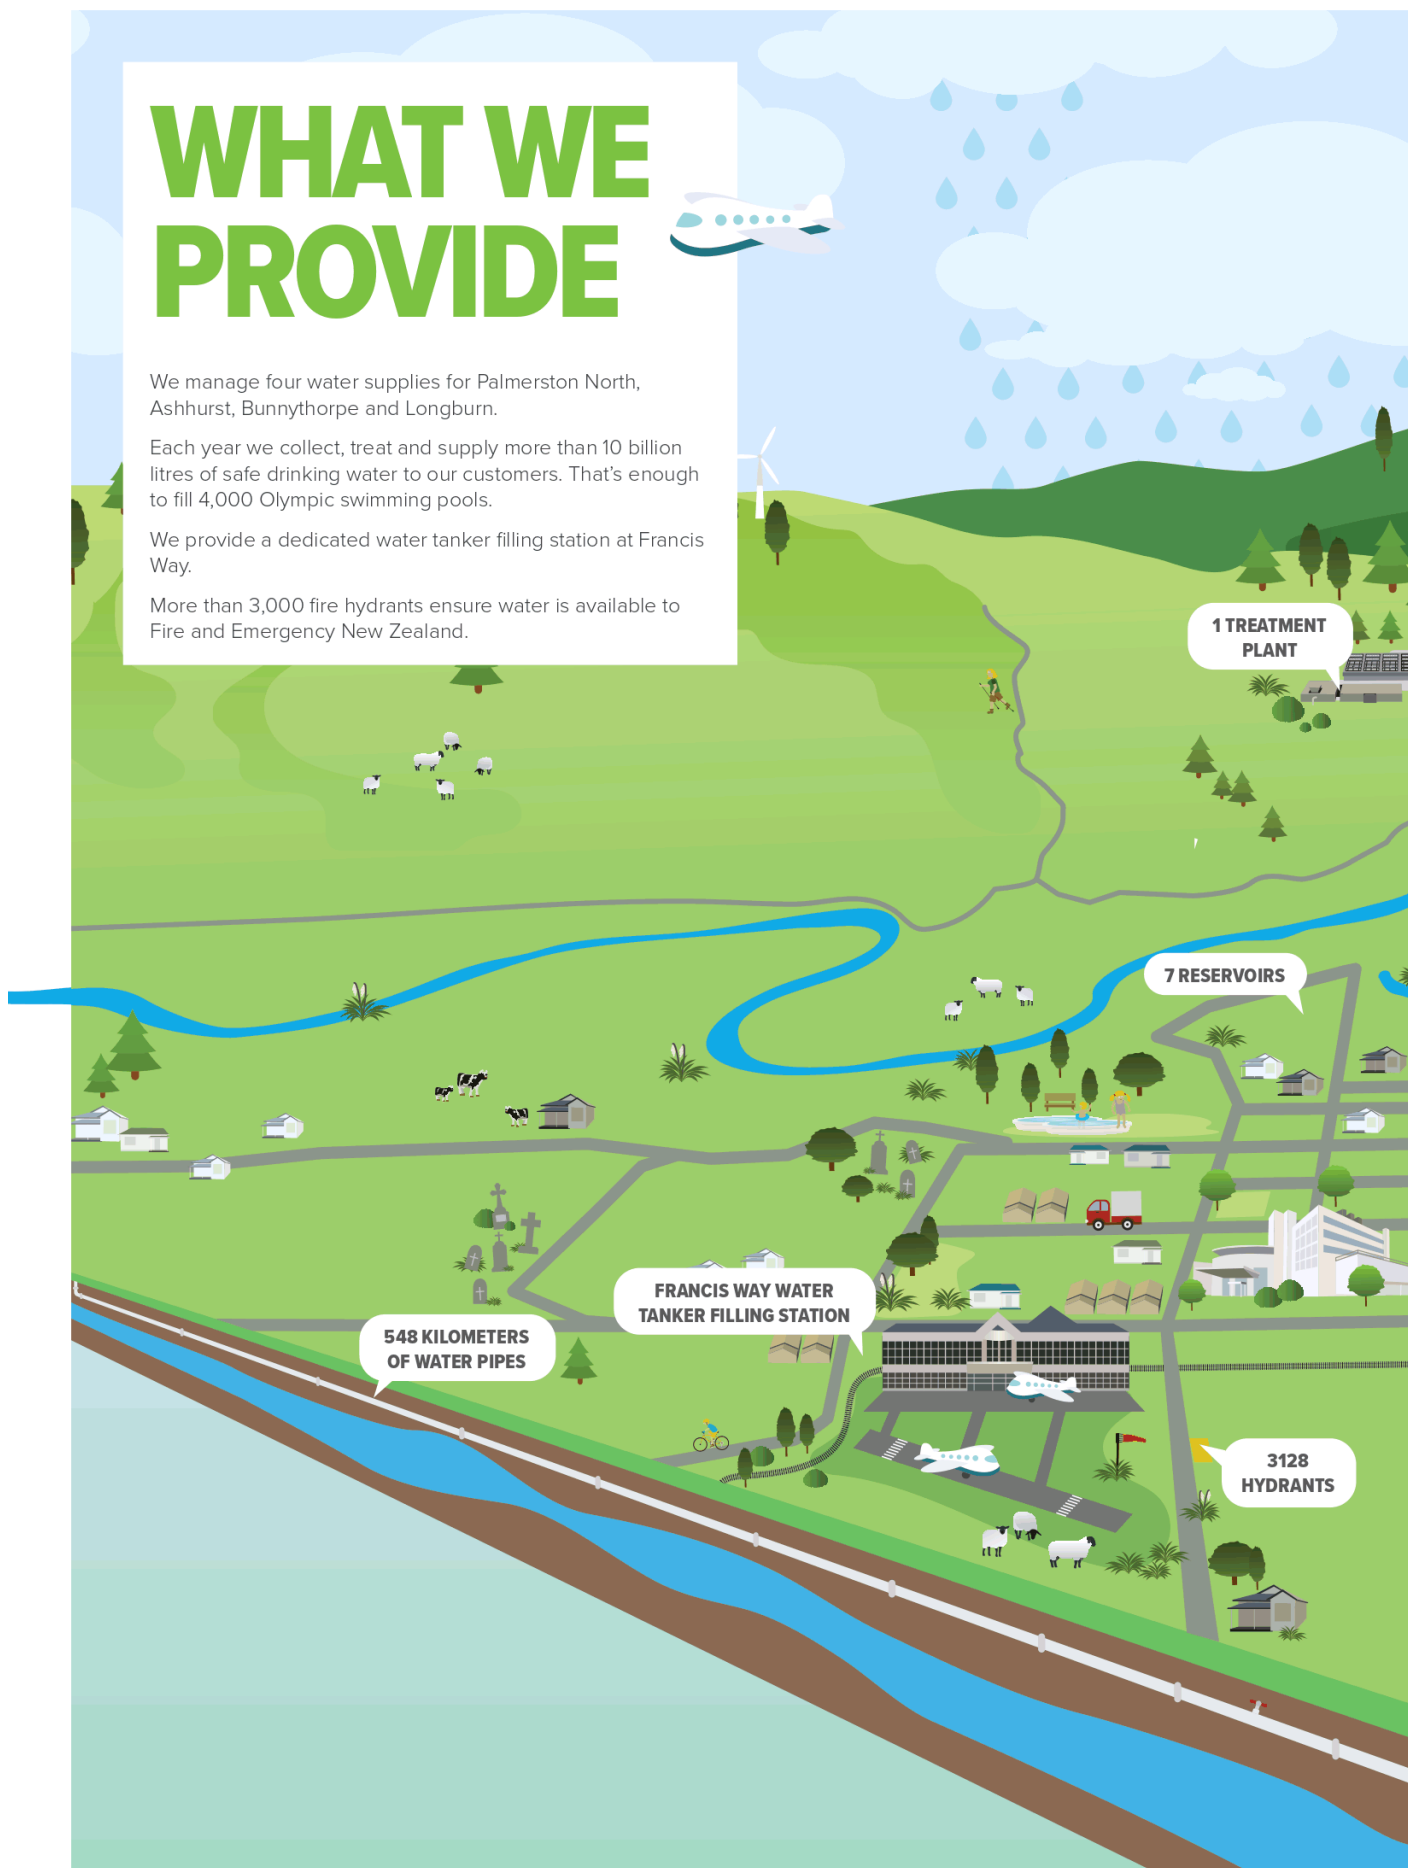 WHAT WE
PROVIDE
We manage four water supplies for Palmerston North,
Ashhurst, Bunnythorpe and Longburn.
Each year we collect, treat and supply more than 10 billion
litres of safe drinking water to our customers. That’s enough
to fill 4,000 Olympic swimming pools.
We provide a dedicated water tanker filling station at Francis
Way.
More than 3,000 fire hydrants ensure water is available to
Fire and Emergency New Zealand.
1 TREATMENT
PLANT
7 RESERVOIRS
FRANCIS WAY WATER
TANKER FILLING STATION
548 KILOMETERS
OF WATER PIPES
3128
HYDRANTS